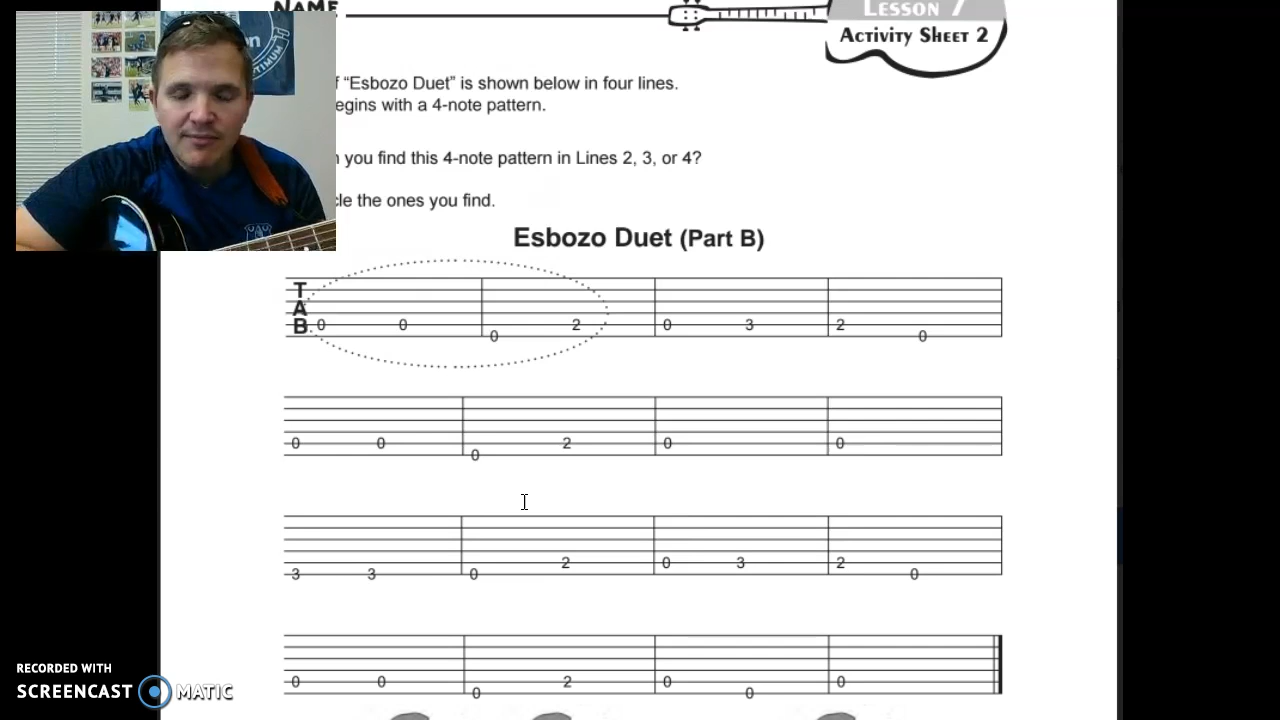 NAME
LESSON 7
ACTIVITY SHEET 2
“Esbozo Duet” is shown below in four lines.
with a 4-note pattern.
you find this 4-note pattern in Lines 2, 3, or 4?
the ones you find.
Esbozo Duet (Part B)
T
A
B
0 0 0 2 0 3 2 0
0 0 0 2 0 0
3 3 0 2 0 3 2 0
0 0 0 2 0 0 0
RECORDED WITH
SCREENCAST MATIC